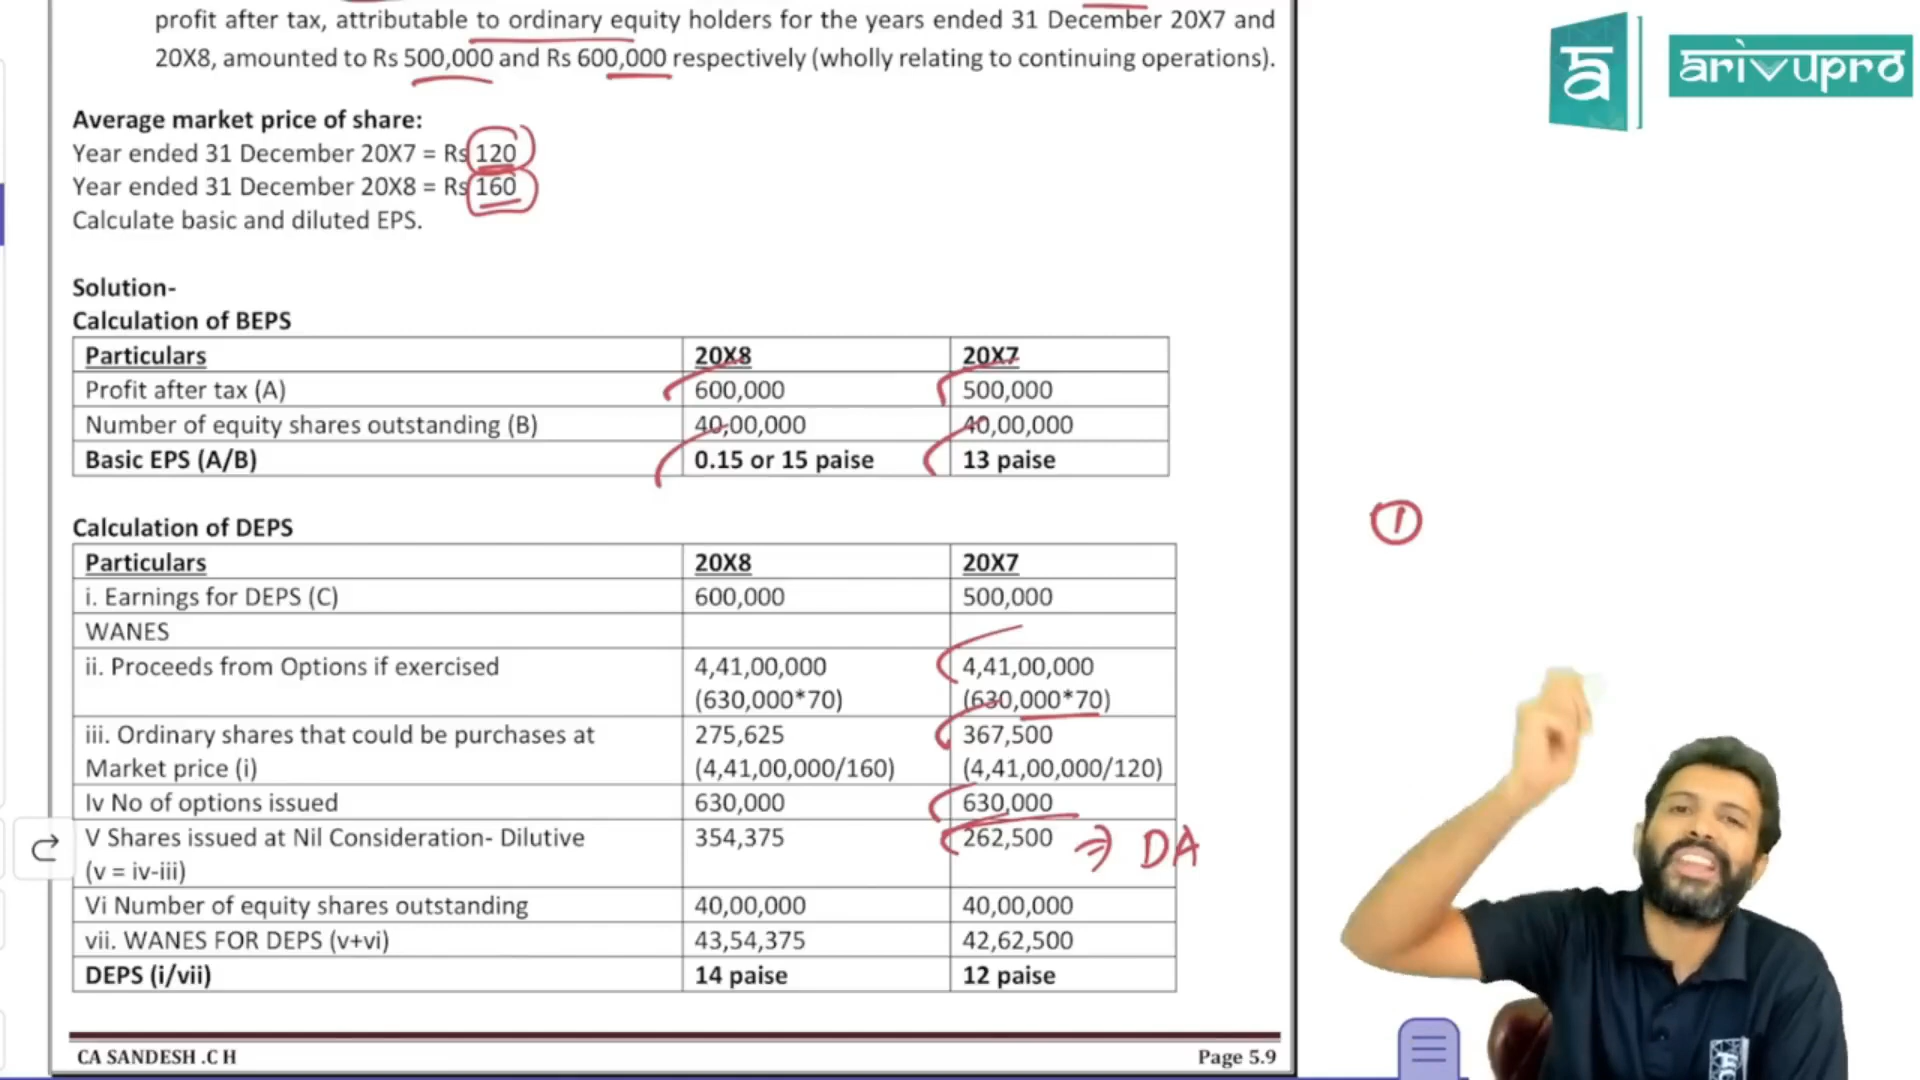 profit after tax, attributable to ordinary equity holders for the years ended 31 December 20X7 and
20X8, amounted to Rs 500,000 and Rs 600,000 respectively (wholly relating to continuing operations).
ā
arivupro
Average market price of share:
Year ended 31 December 20X7 = Rs 120
Year ended 31 December 20X8 = Rs 160
Calculate basic and diluted EPS.
Solution-
Calculation of BEPS
Particulars 20X8 20X7
Profit after tax (A) 600,000 500,000
Number of equity shares outstanding (B) 40,00,000 40,00,000
Basic EPS (A/B) 0.15 or 15 paise 13 paise
1
Calculation of DEPS
Particulars 20X8 20X7
i. Earnings for DEPS (C) 600,000 500,000
WANES
ii. Proceeds from Options if exercised 4,41,00,000 4,41,00,000
(630,000*70) (630,000*70)
iii. Ordinary shares that could be purchases at 275,625 367,500
Market price (i) (4,41,00,000/160) (4,41,00,000/120)
Iv No of options issued 630,000 630,000
V Shares issued at Nil Consideration- Dilutive 354,375 262,500 ⇒ DA
(v = iv-iii)
Vi Number of equity shares outstanding 40,00,000 40,00,000
vii. WANES FOR DEPS (v+vi) 43,54,375 42,62,500
DEPS (i/vii) 14 paise 12 paise
CA SANDESH .C H Page 5.9